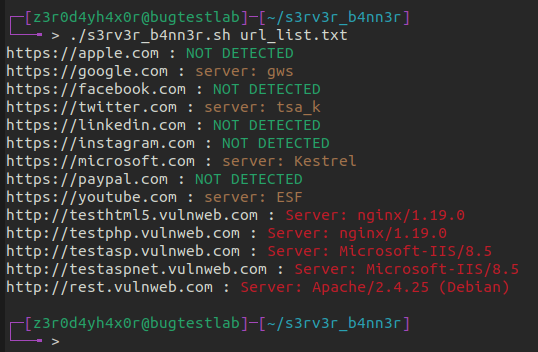 ┌─[z3r0d4yh4x0r@bugtestlab]─[~/s3rv3r_b4nn3r]
└──╼ > ./s3rv3r_b4nn3r.sh url_list.txt
https://apple.com : NOT DETECTED
https://google.com : server: gws
https://facebook.com : NOT DETECTED
https://twitter.com : server: tsa_k
https://linkedin.com : NOT DETECTED
https://instagram.com : NOT DETECTED
https://microsoft.com : server: Kestrel
https://paypal.com : NOT DETECTED
https://youtube.com : server: ESF
http://testhtml5.vulnweb.com : Server: nginx/1.19.0
http://testphp.vulnweb.com : Server: nginx/1.19.0
http://testasp.vulnweb.com : Server: Microsoft-IIS/8.5
http://testaspnet.vulnweb.com : Server: Microsoft-IIS/8.5
http://rest.vulnweb.com : Server: Apache/2.4.25 (Debian)
┌─[z3r0d4yh4x0r@bugtestlab]─[~/s3rv3r_b4nn3r]
└──╼ >